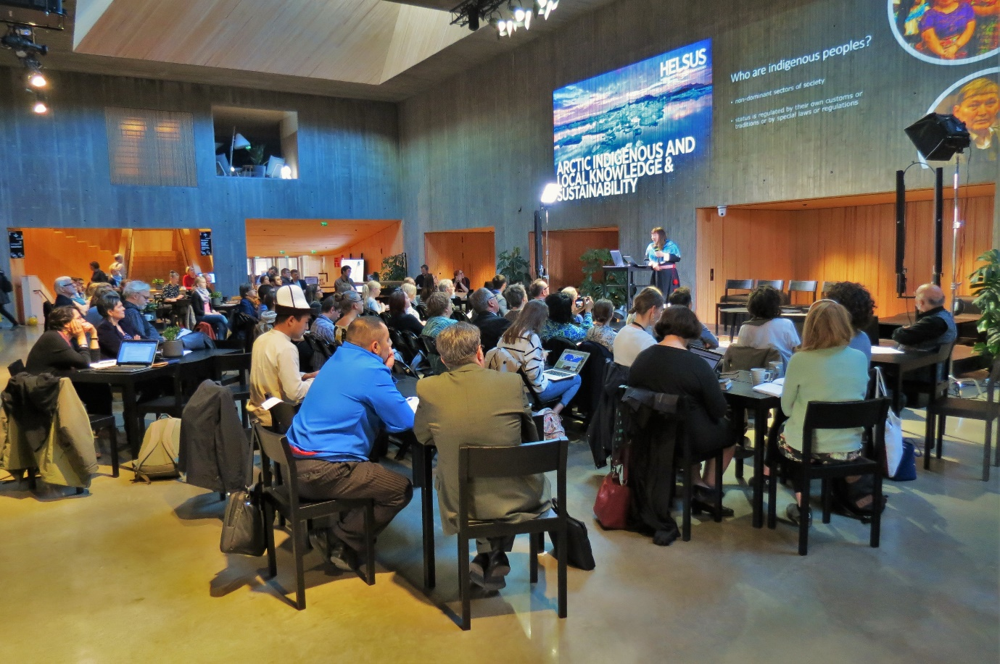 HELSUS
ARCTIC INDIGENOUS AND
LOCAL KNOWLEDGE &
SUSTAINABILITY
Who are indigenous peoples?
• non-dominant sectors of society
• status is regulated by their own customs or
traditions or by special laws or regulations